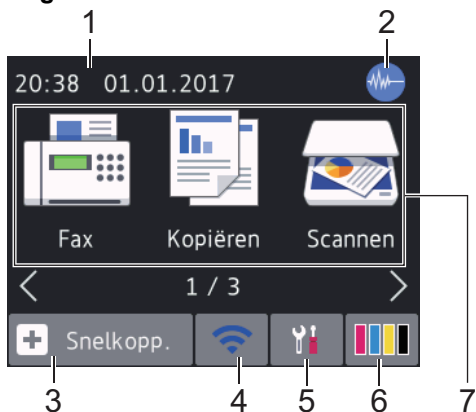 1 2
20:38 01.01.2017
Fax Kopiëren Scannen
< 1 / 3 >
+ Snelkopp.
3 4 5 6 7